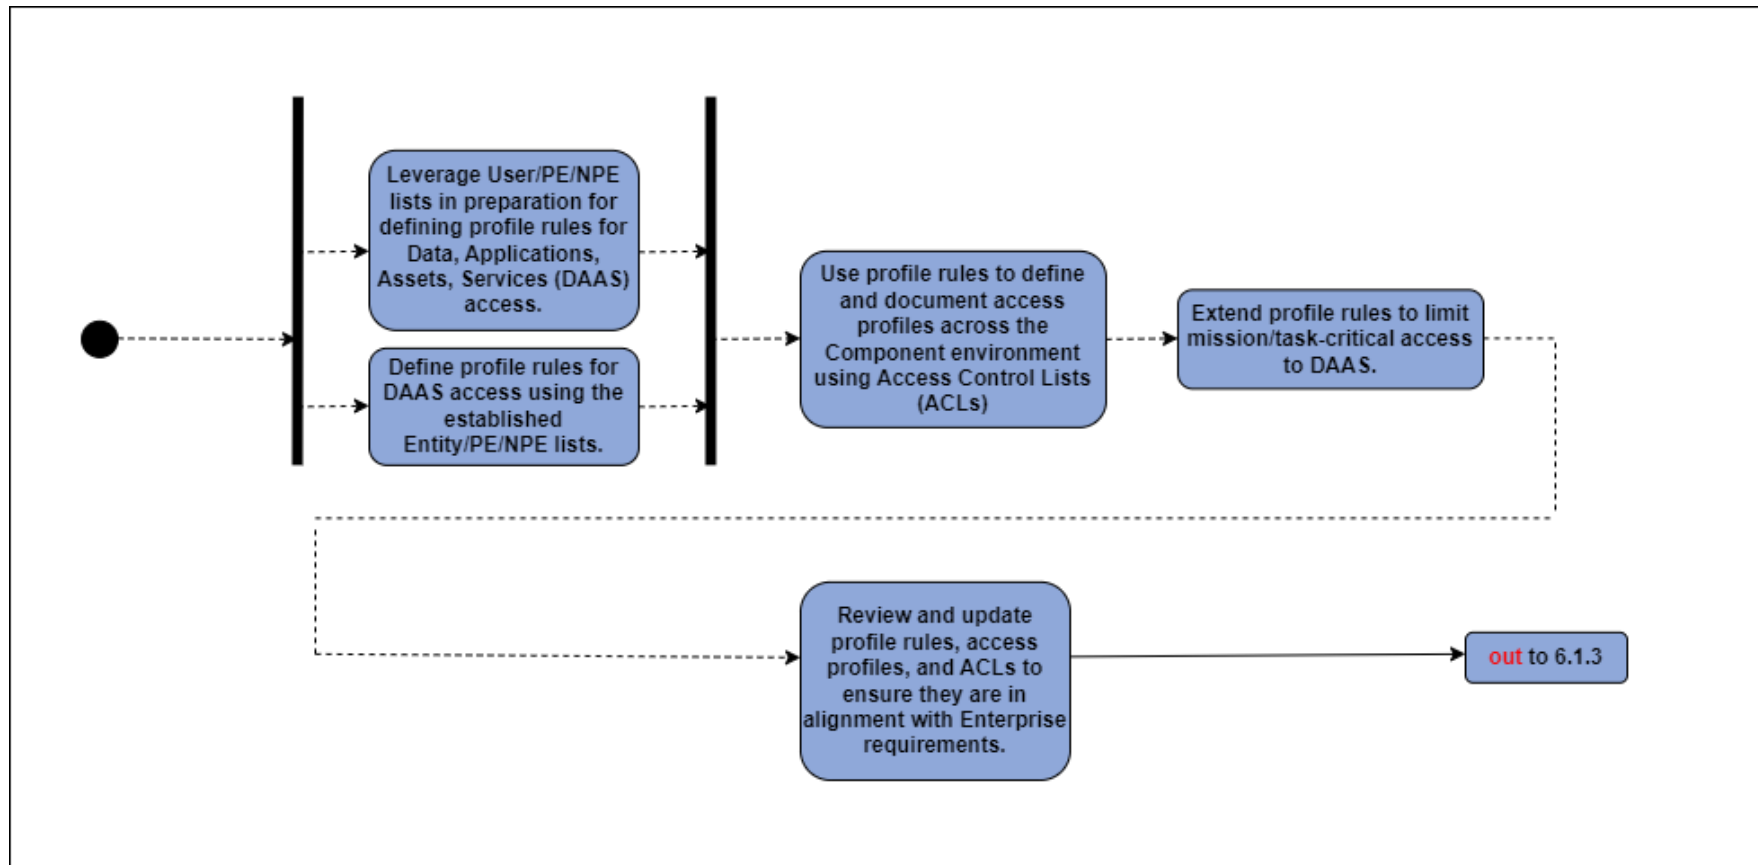 Leverage User/PE/NPE
lists in preparation for
defining profile rules for
Data, Applications,
Assets, Services (DAAS)
access.
Define profile rules for
DAAS access using the
established
Entity/PE/NPE lists.
Use profile rules to define
and document access
profiles across the
Component environment
using Access Control Lists
(ACLs)
Extend profile rules to limit
mission/task-critical access
to DAAS.
Review and update
profile rules, access
profiles, and ACLs to
ensure they are in
alignment with Enterprise
requirements.
out to 6.1.3